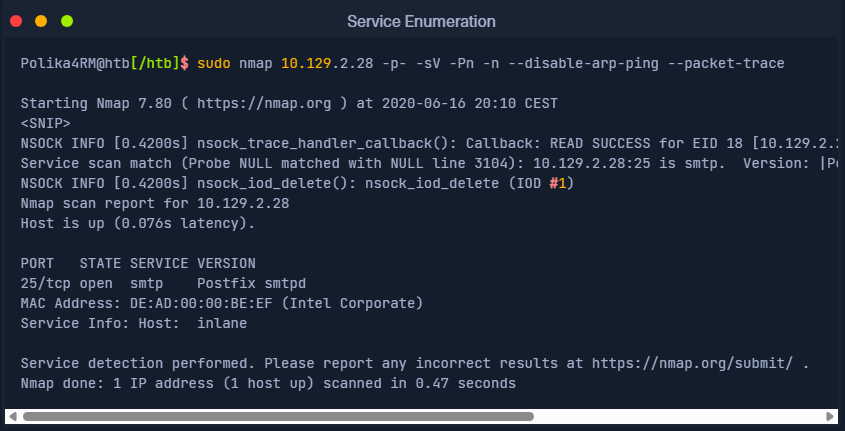 Service Enumeration
Polika4RM@htb[/htb]$ sudo nmap 10.129.2.28 -p- -sV -Pn -n --disable-arp-ping --packet-trace
Starting Nmap 7.80 ( https://nmap.org ) at 2020-06-16 20:10 CEST
<SNIP>
NSOCK INFO [0.4200s] nsock_trace_handler_callback(): Callback: READ SUCCESS for EID 18 [10.129.2.2
Service scan match (Probe NULL matched with NULL line 3104): 10.129.2.28:25 is smtp.  Version: |Po
NSOCK INFO [0.4200s] nsock_iod_delete(): nsock_iod_delete (IOD #1)
Nmap scan report for 10.129.2.28
Host is up (0.076s latency).
PORT   STATE SERVICE VERSION
25/tcp open  smtp    Postfix smtpd
MAC Address: DE:AD:00:00:BE:EF (Intel Corporate)
Service Info: Host:  inlane
Service detection performed. Please report any incorrect results at https://nmap.org/submit/ .
Nmap done: 1 IP address (1 host up) scanned in 0.47 seconds